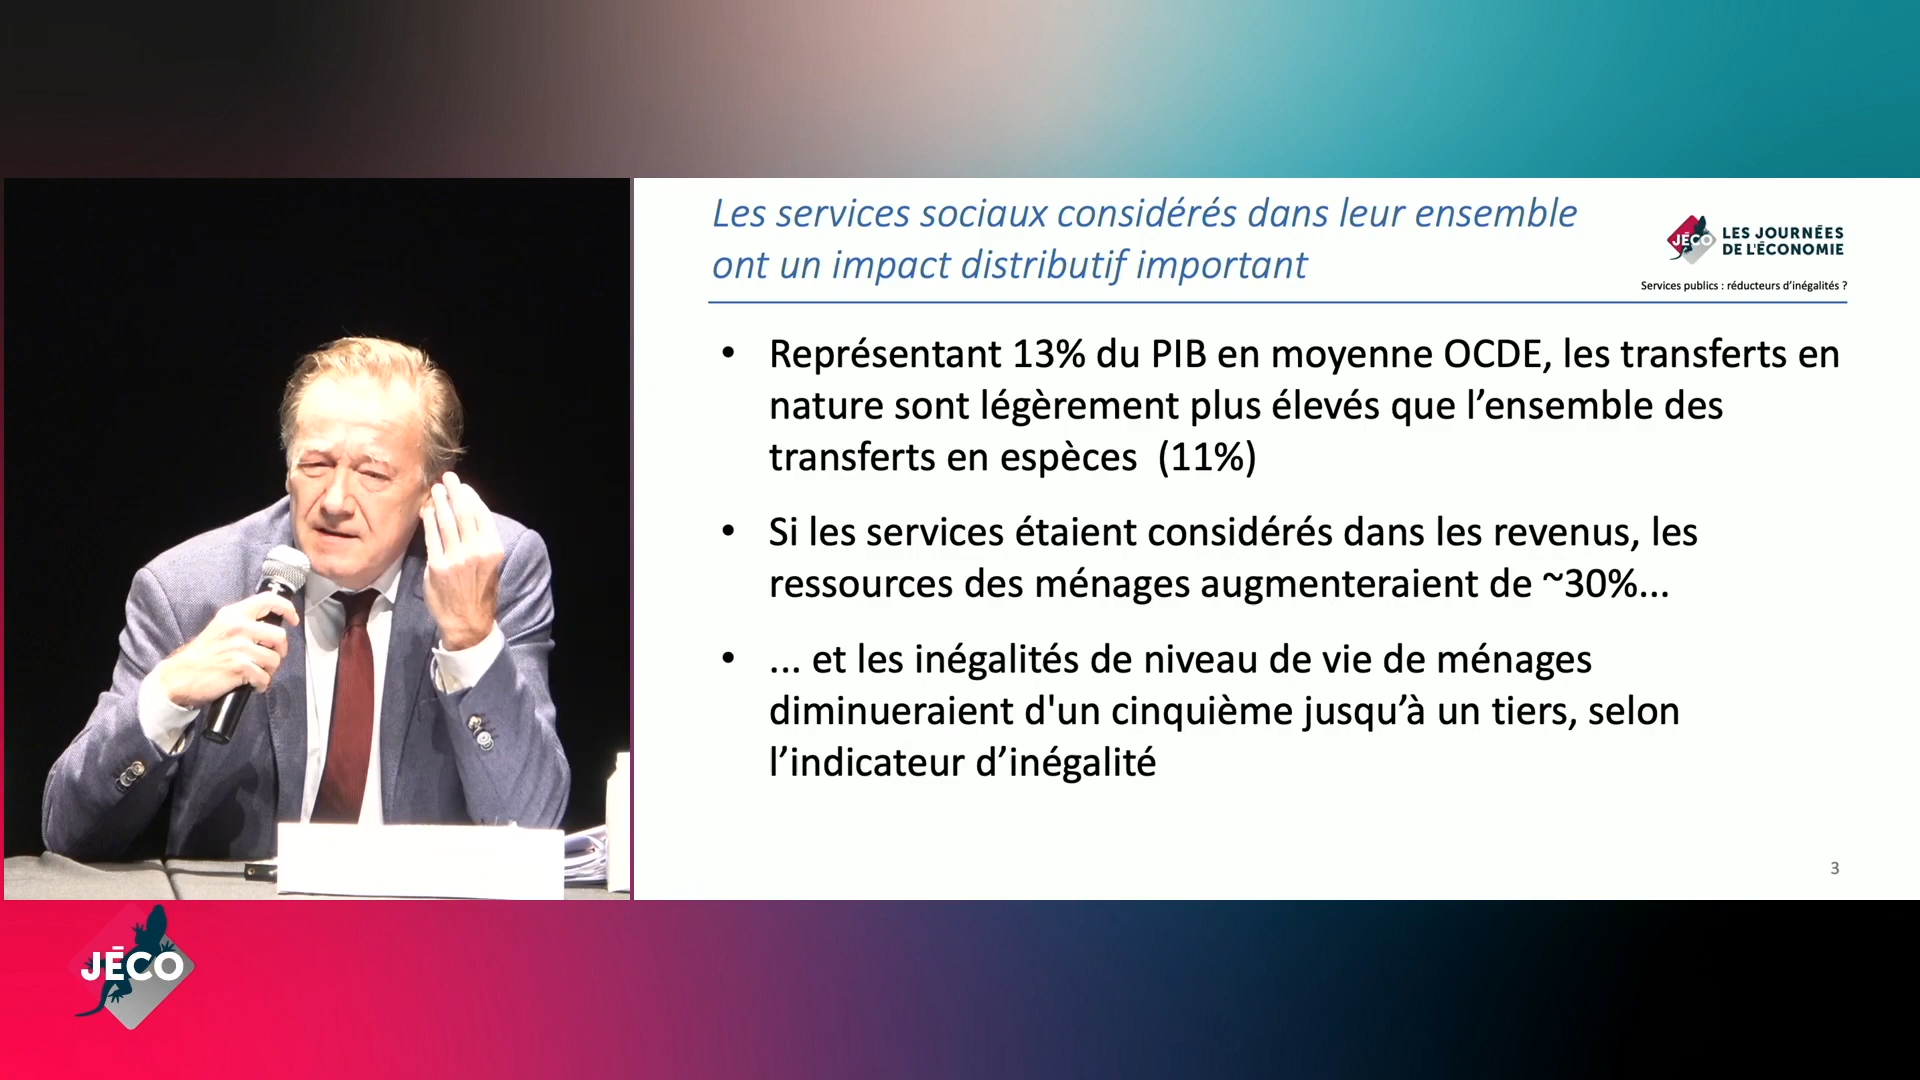 Les services sociaux considérés dans leur ensemble
ont un impact distributif important
JÉCO
LES JOURNÉES
DE L'ÉCONOMIE
Services publics : réducteurs d’inégalités ?
• Représentant 13% du PIB en moyenne OCDE, les transferts en
nature sont légèrement plus élevés que l’ensemble des
transferts en espèces (11%)
• Si les services étaient considérés dans les revenus, les
ressources des ménages augmenteraient de ~30%...
• ... et les inégalités de niveau de vie de ménages
diminueraient d'un cinquième jusqu’à un tiers, selon
l’indicateur d’inégalité
3
JĒCO